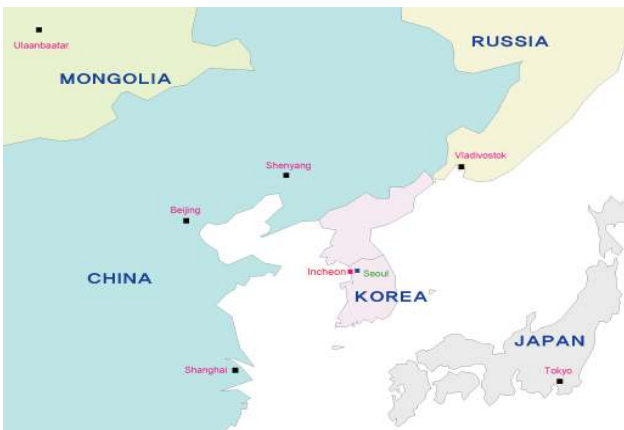 RUSSIA
Ulaanbaatar
MONGOLIA
Vladivostok
Shenyang
Beijing
Incheon
Seoul
CHINA
KOREA
JAPAN
Shanghai
Tokyo